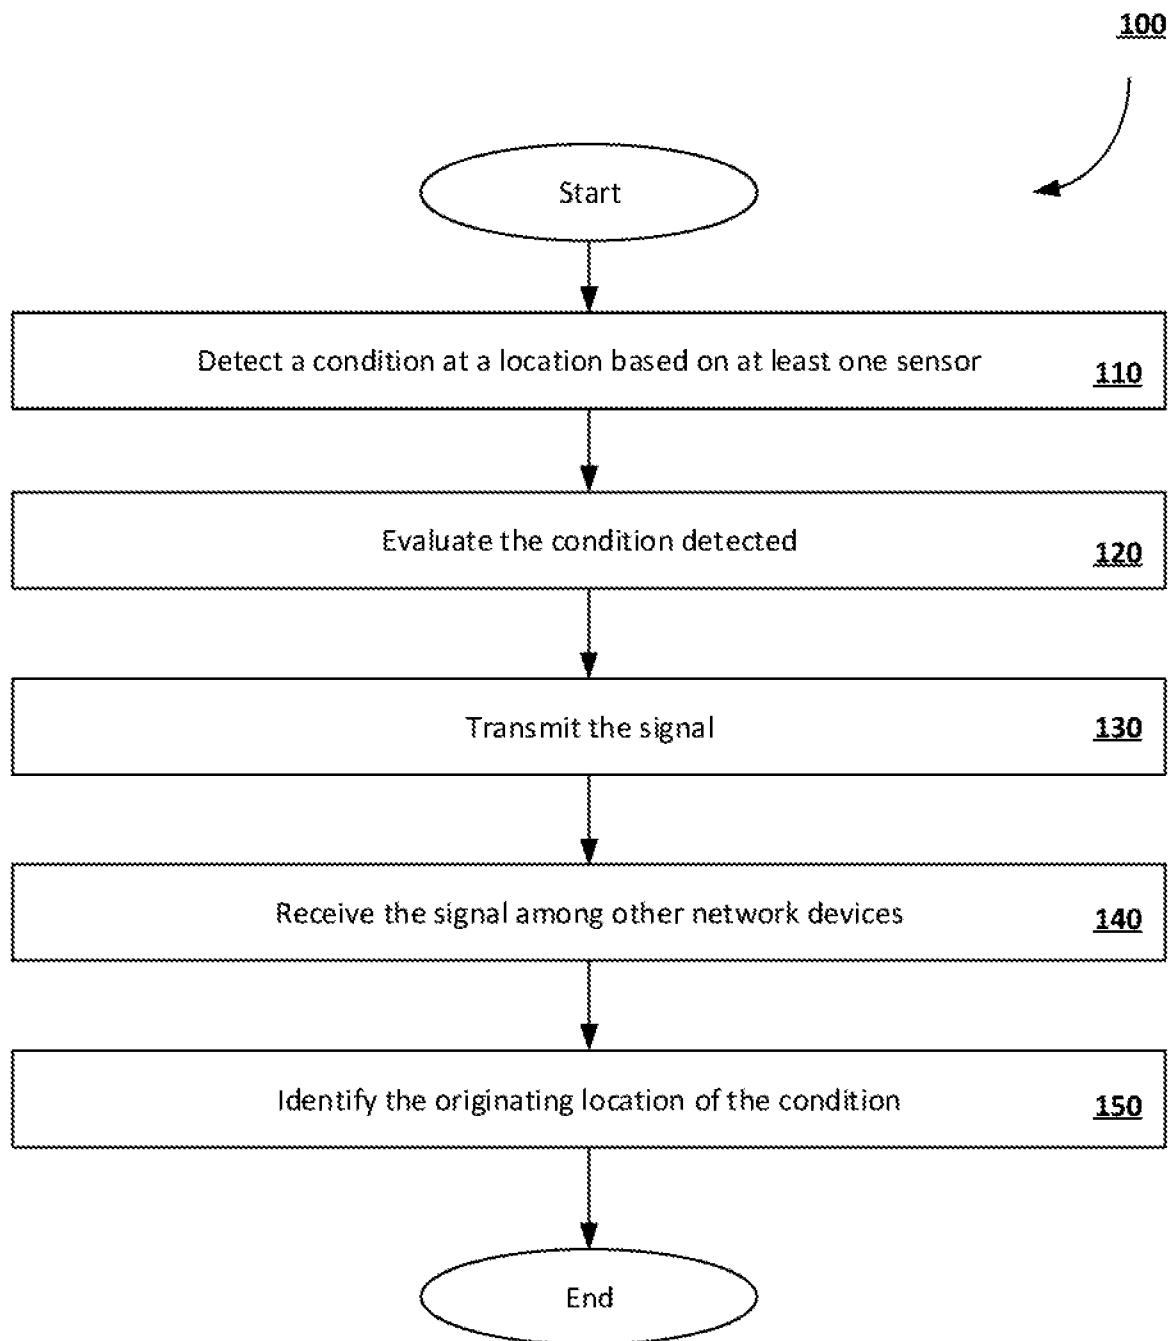 100
Start
Detect a condition at a location based on at least one sensor
110
Evaluate the condition detected
120
Transmit the signal
130
Receive the signal among other network devices
140
Identify the originating location of the condition
150
End